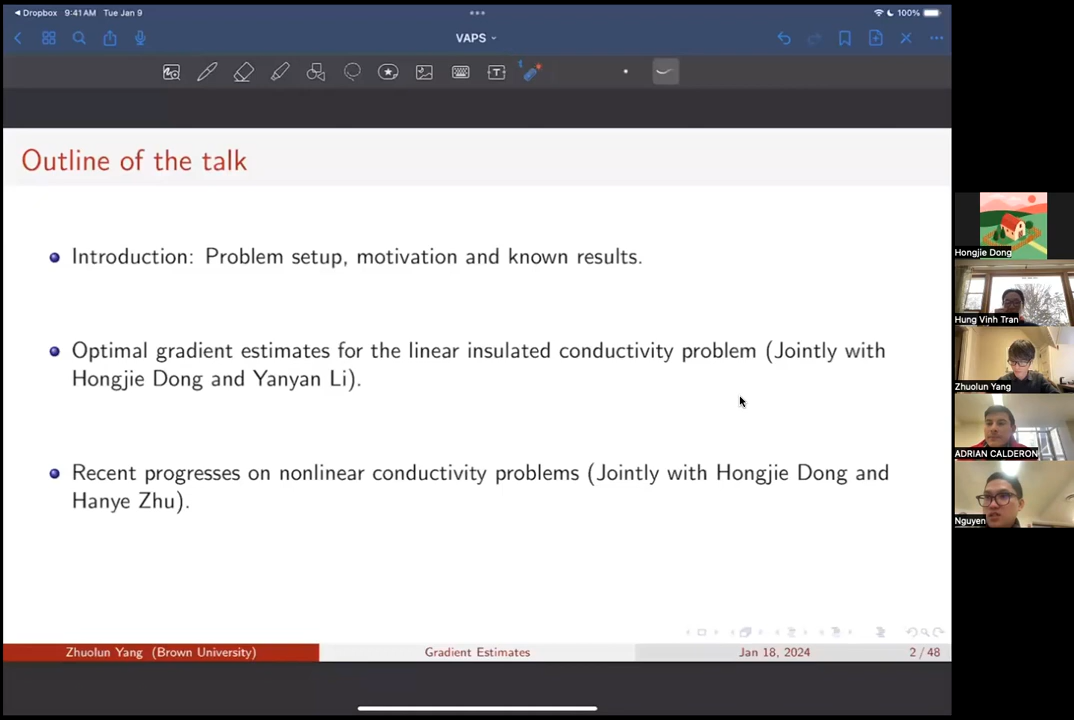 Dropbox 9:41 AM Tue Jan 9
100%
VAPS
Outline of the talk
Introduction: Problem setup, motivation and known results.
Optimal gradient estimates for the linear insulated conductivity problem (Jointly with
Hongjie Dong and Yanyan Li).
Recent progresses on nonlinear conductivity problems (Jointly with Hongjie Dong and
Hanye Zhu).
Zhuolun Yang (Brown University)
Gradient Estimates
Jan 18, 2024
2 / 48
Hongjie Dong
Hung Vinh Tran
Zhuolun Yang
ADRIAN CALDERON
Nguyen